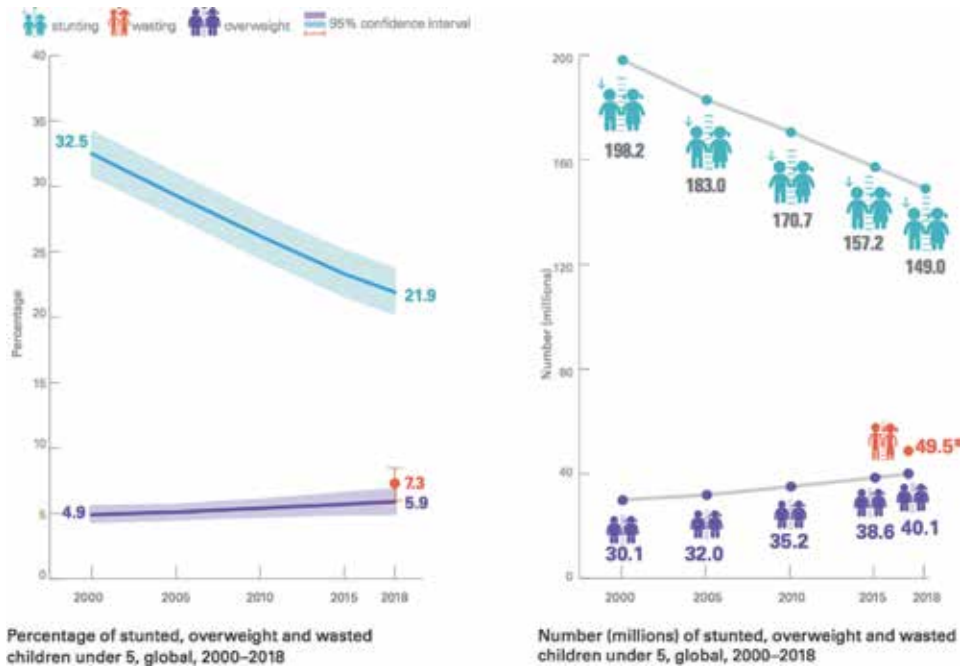 stunting wasting overweight 95% confidence interval
40
35
32.5
30
25
21.9
20
15
10
7.3
5.9
4.9
5
0
Percentage
2000 2005 2010 2015 2018
Percentage of stunted, overweight and wasted
children under 5, global, 2000–2018
200
198.2
183.0
160
170.7
157.2
149.0
120
Number (millions)
80
49.5*
40
30.1 32.0 35.2 38.6 40.1
0
2000 2005 2010 2015 2018
Number (millions) of stunted, overweight and wasted
children under 5, global, 2000–2018